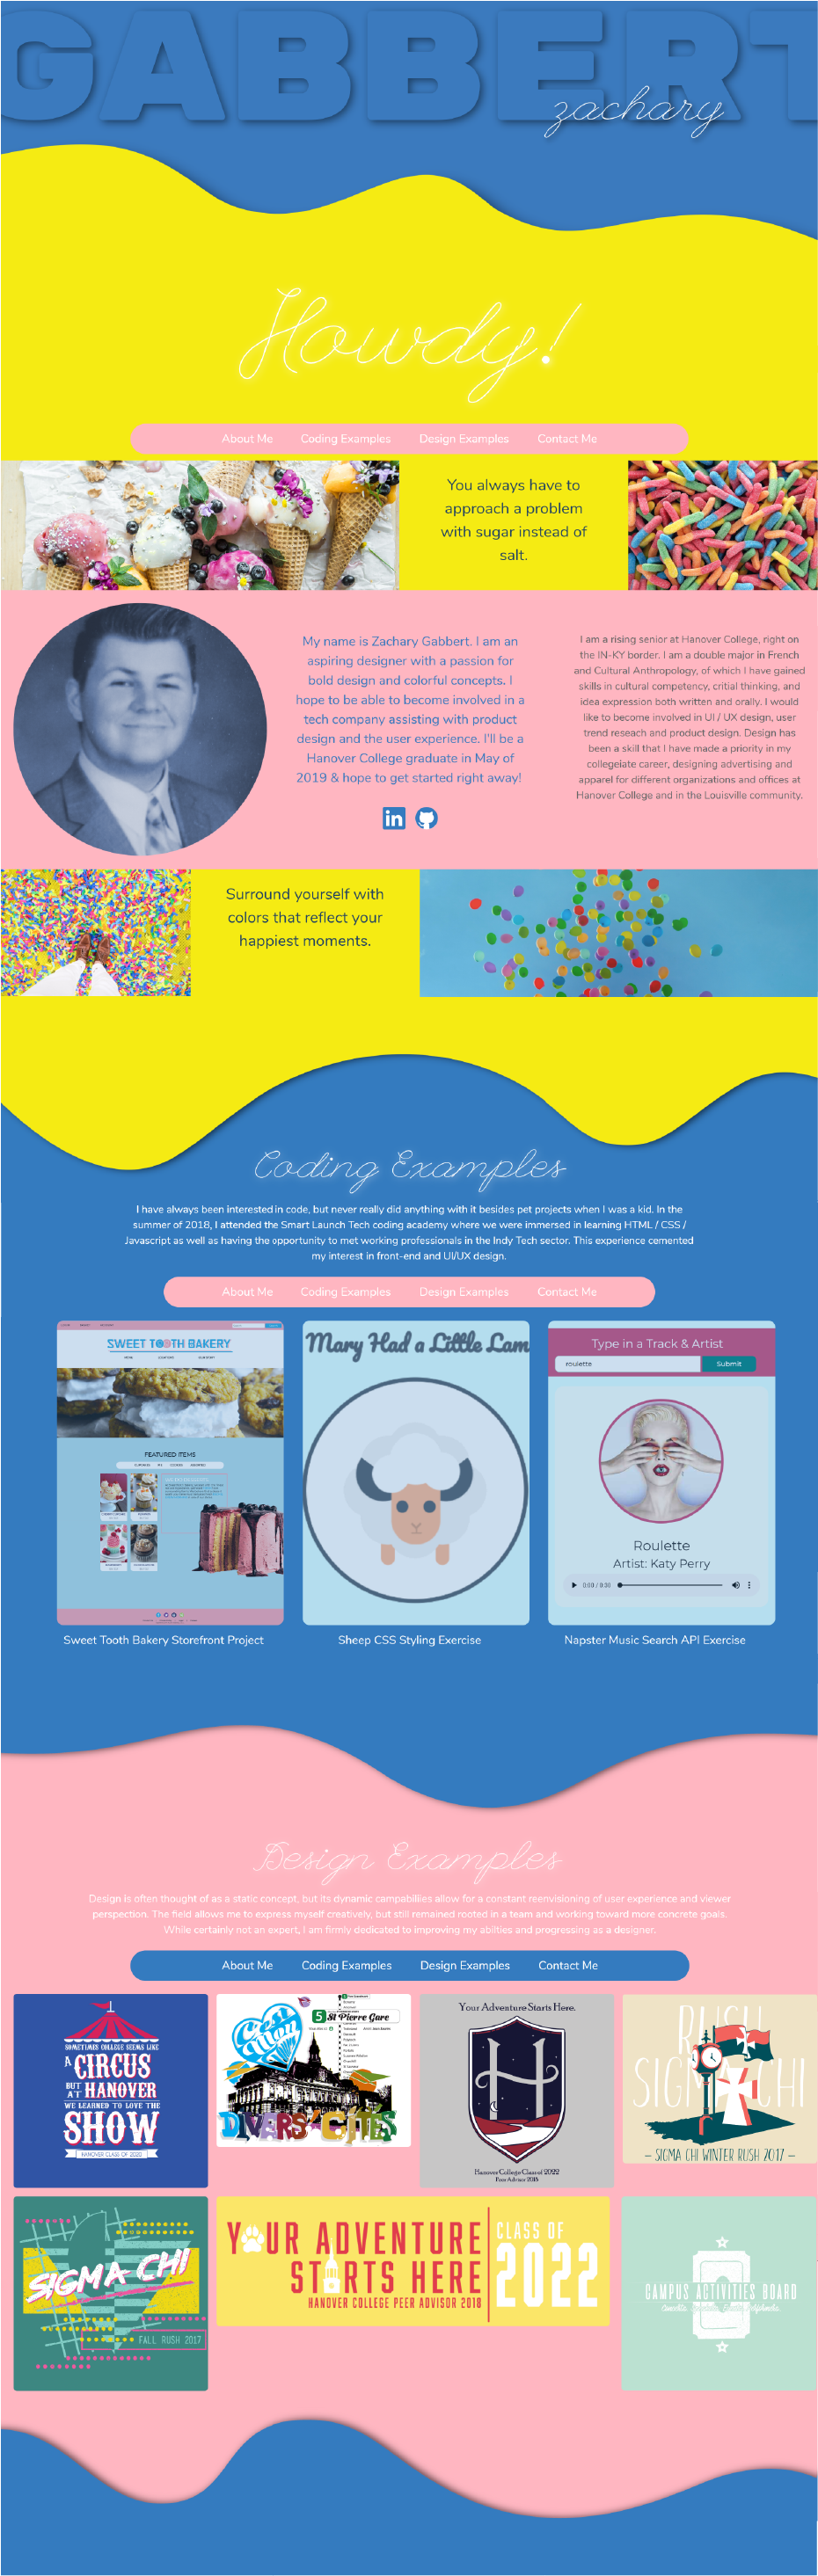 GABBERT
zachary
Howdy!
About Me Coding Examples Design Examples Contact Me
You always have to
approach a problem
with sugar instead of
salt.
My name is Zachary Gabbert. I am an
aspiring designer with a passion for
bold design and colorful concepts. I
hope to be able to become involved in a
tech company assisting with product
design and the user experience. I'll be a
Hanover College graduate in May of
2019 & hope to get started right away!
in
I am a rising senior at Hanover College, right on
the IN-KY border. I am a double major in French
and Cultural Anthropology, of which I have gained
skills in cultural competency, critial thinking, and
idea expression both written and orally. I would
like to become involved in UI / UX design, user
trend reseach and product design. Design has
been a skill that I have made a priority in my
collegeiate career, designing advertising and
apparel for different organizations and offices at
Hanover College and in the Louisville community.
Surround yourself with
colors that reflect your
happiest moments.
Coding Examples
I have always been interested in code, but never really did anything with it besides pet projects when I was a kid. In the
summer of 2018, I attended the Smart Launch Tech coding academy where we were immersed in learning HTML / CSS /
Javascript as well as having the opportunity to met working professionals in the Indy Tech sector. This experience cemented
my interest in front-end and UI/UX design.
About Me Coding Examples Design Examples Contact Me
SWEET TOOTH BAKERY
FEATURED ITEMS
Sweet Tooth Bakery Storefront Project
Mary Had a Little Lam
Sheep CSS Styling Exercise
Type in a Track & Artist
roulette Submit
Roulette
Artist: Katy Perry
0:00 / 0:30
Napster Music Search API Exercise
Design Examples
Design is often thought of as a static concept, but its dynamic campabillies allow for a constant reenvisioning of user experience and viewer
perspection. The field allows me to express myself creatively, but still remained rooted in a team and working toward more concrete goals.
While certainly not an expert, I am firmly dedicated to improving my abilties and progressing as a designer.
About Me Coding Examples Design Examples Contact Me
SOMETIMES COLLEGE SEEMS LIKE
A CIRCUS
BUT AT HANOVER
WE LEARNED TO LOVE THE
SHOW
HANOVER CLASS OF 2020
5 St Pierre Gare
C'est Chouy
DIVERS'CITÉS
Your Adventure Starts Here.
H
Hanover College Class of 2022
Peer Advisor 2018
RUSH
SIGMA CHI
– SIGMA CHI WINTER RUSH 2017 –
SIGMA CHI
FALL RUSH 2017
YOUR ADVENTURE
STARTS HERE
HANOVER COLLEGE PEER ADVISOR 2018
CLASS OF
2022
CAMPUS ACTIVITIES BOARD